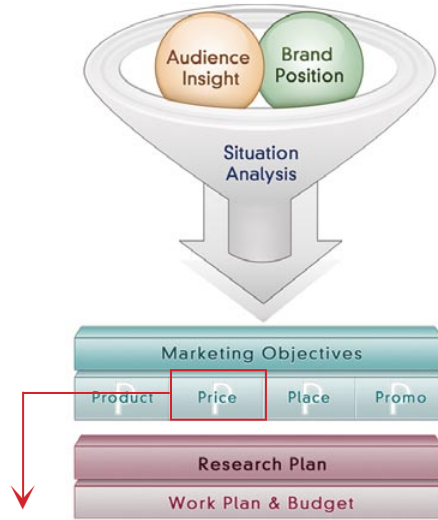 Audience
Insight
Brand
Position
Situation
Analysis
Marketing Objectives
Product Price Place Promo
Research Plan
Work Plan & Budget